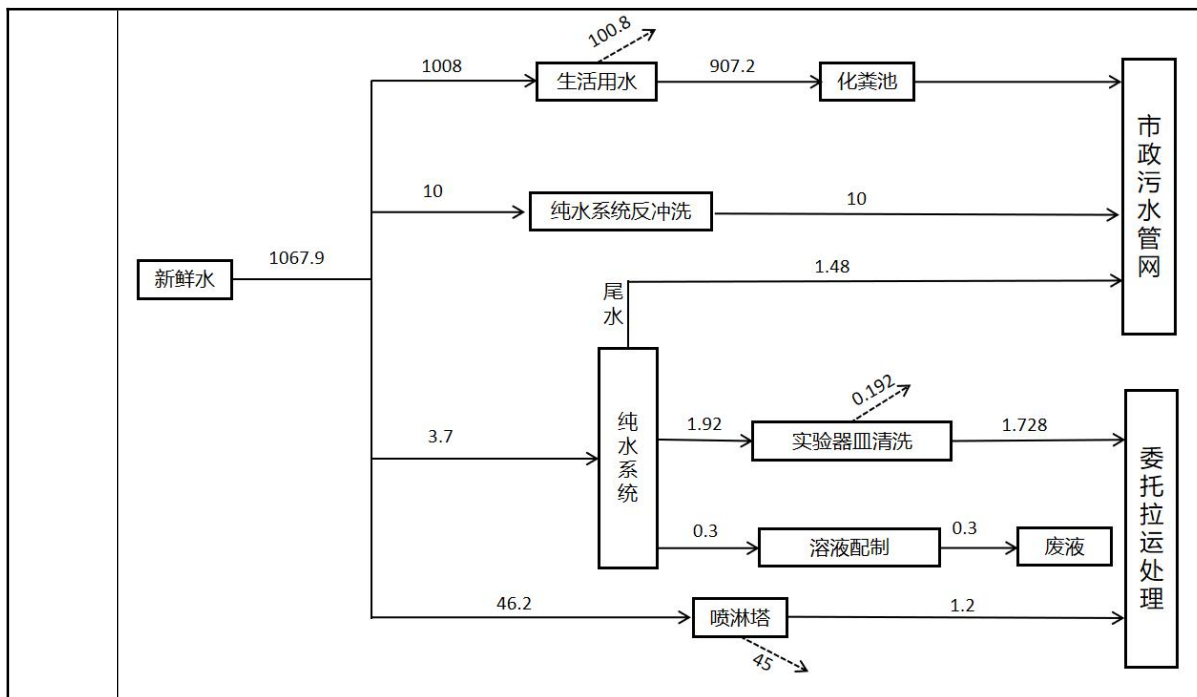 100.8
1008
生活用水
907.2
化粪池
市政污水管网
10
纯水系统反冲洗
10
新鲜水
1067.9
1.48
尾水
纯水系统
3.7
1.92
0.192
实验器皿清洗
1.728
委托拉运处理
0.3
溶液配制
0.3
废液
46.2
喷淋塔
1.2
45